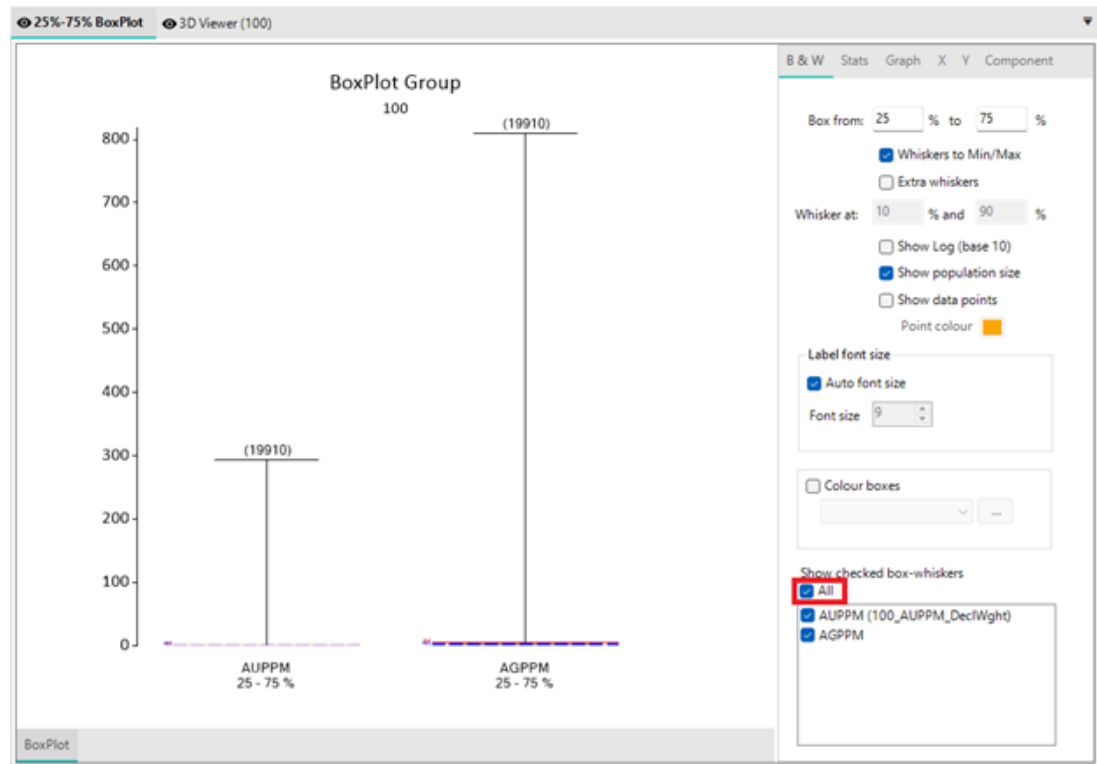 25%-75% BoxPlot 3D Viewer (100)
BoxPlot Group
100
(19910)
800
700
600
500
400
300
(19910)
200
100
0
AUPPM
25 - 75 %
AGPPM
25 - 75 %
BoxPlot
B & W Stats Graph X Y Component
Box from: 25 % to 75 %
Whiskers to Min/Max
Extra whiskers
Whisker at: 10 % and 90 %
Show Log (base 10)
Show population size
Show data points
Point colour
Label font size
Auto font size
Font size 9
Colour boxes
...
Show checked box-whiskers
All
AUPPM (100_AUPPM_DeclWght)
AGPPM